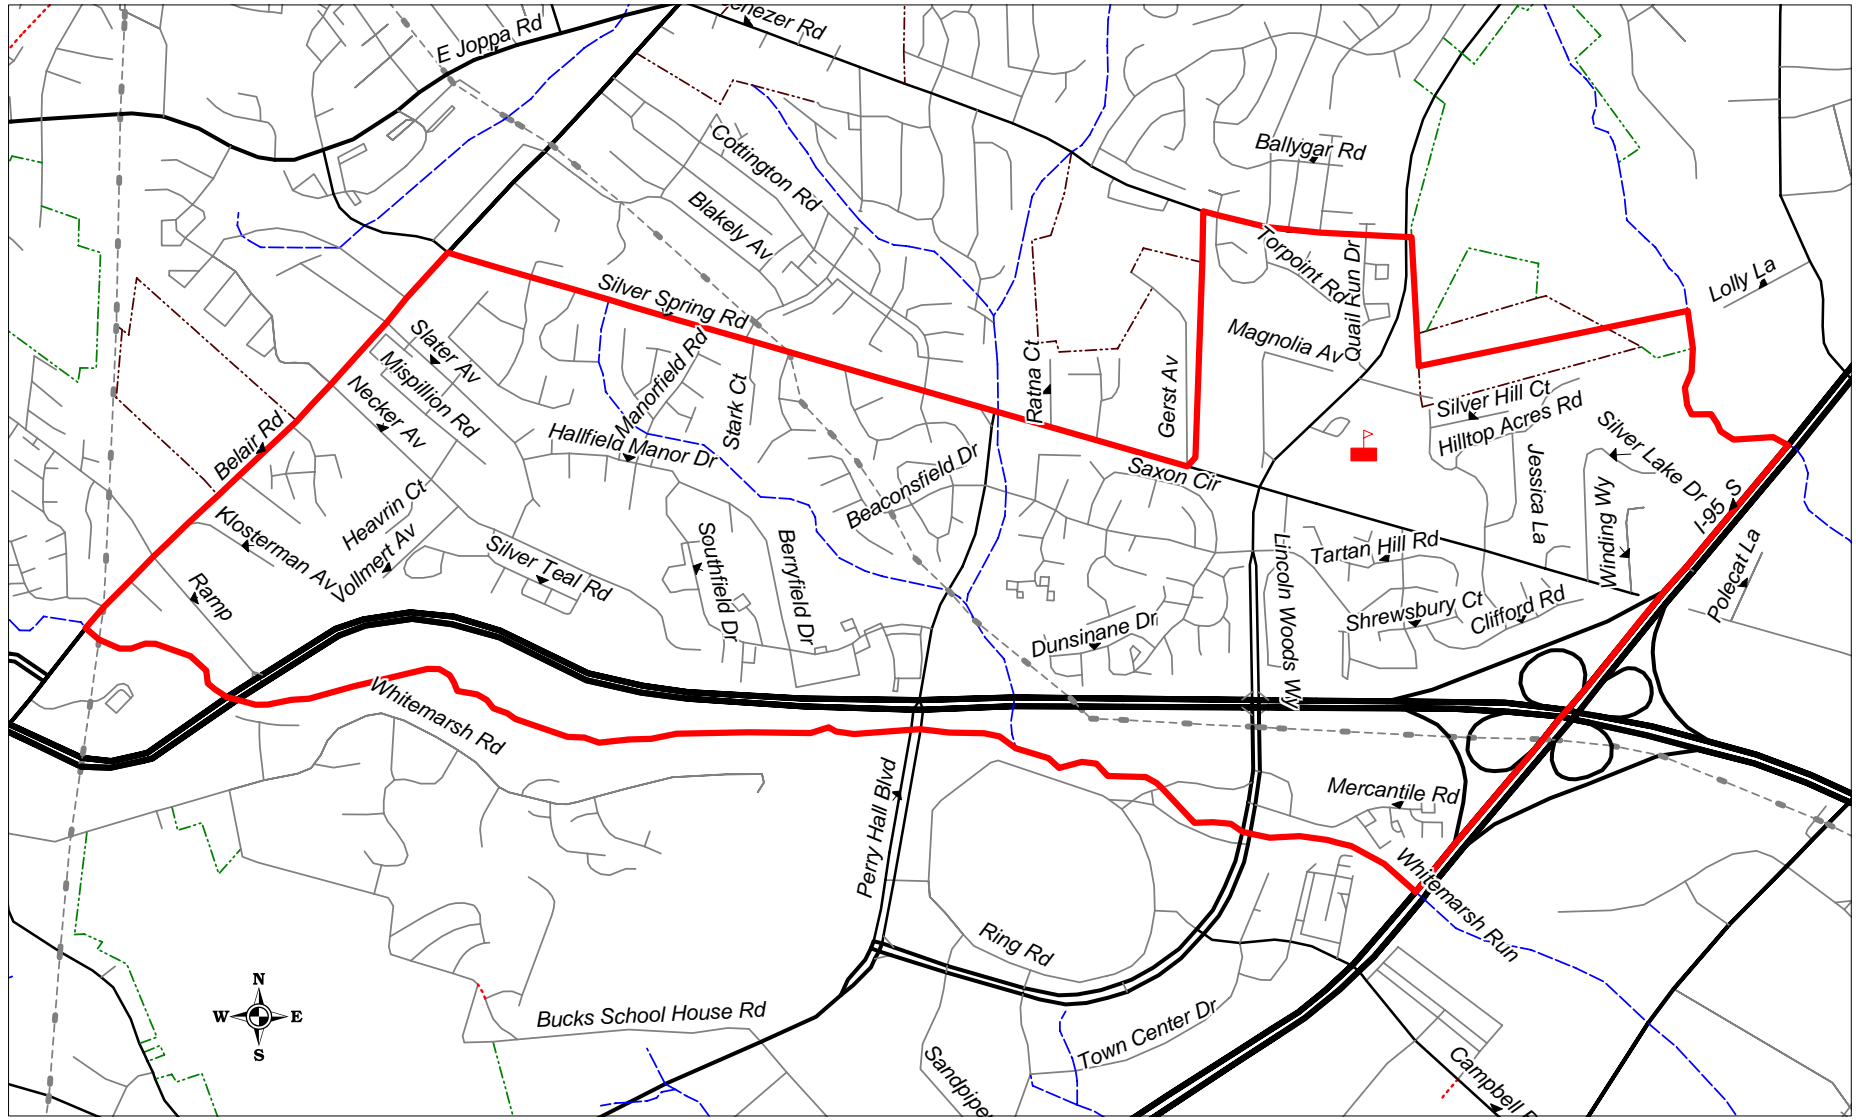 E Joppa Rd
enezer Rd
Cottington Rd
Ballygar Rd
Blakely Av
Torpoint Rd
Quail Run Dr
Lolly La
Silver Spring Rd
Magnolia Av
Slater Av
Mispillion Rd
Necker Av
Manorfield Rd
Stark Ct
Ratna Ct
Gerst Av
Silver Hill Ct
Hilltop Acres Rd
Belair Rd
Hallfield Manor Dr
Silver Lake Dr
Beaconsfield Dr
Saxon Cir
Jessica La
Winding Wy
I-95 S
Heavrin Ct
Klosterman Av
Vollmert Av
Silver Teal Rd
Southfield Dr
Berryfield Dr
Lincoln Woods Wy
Tartan Hill Rd
Polecat La
Ramp
Shrewsbury Ct
Clifford Rd
Dunsinane Dr
Whitemarsh Rd
Perry Hall Blvd
Mercantile Rd
Whitemarsh Run
Ring Rd
N
W E
S
Bucks School House Rd
Town Center Dr
Sandpipe
Campbell B